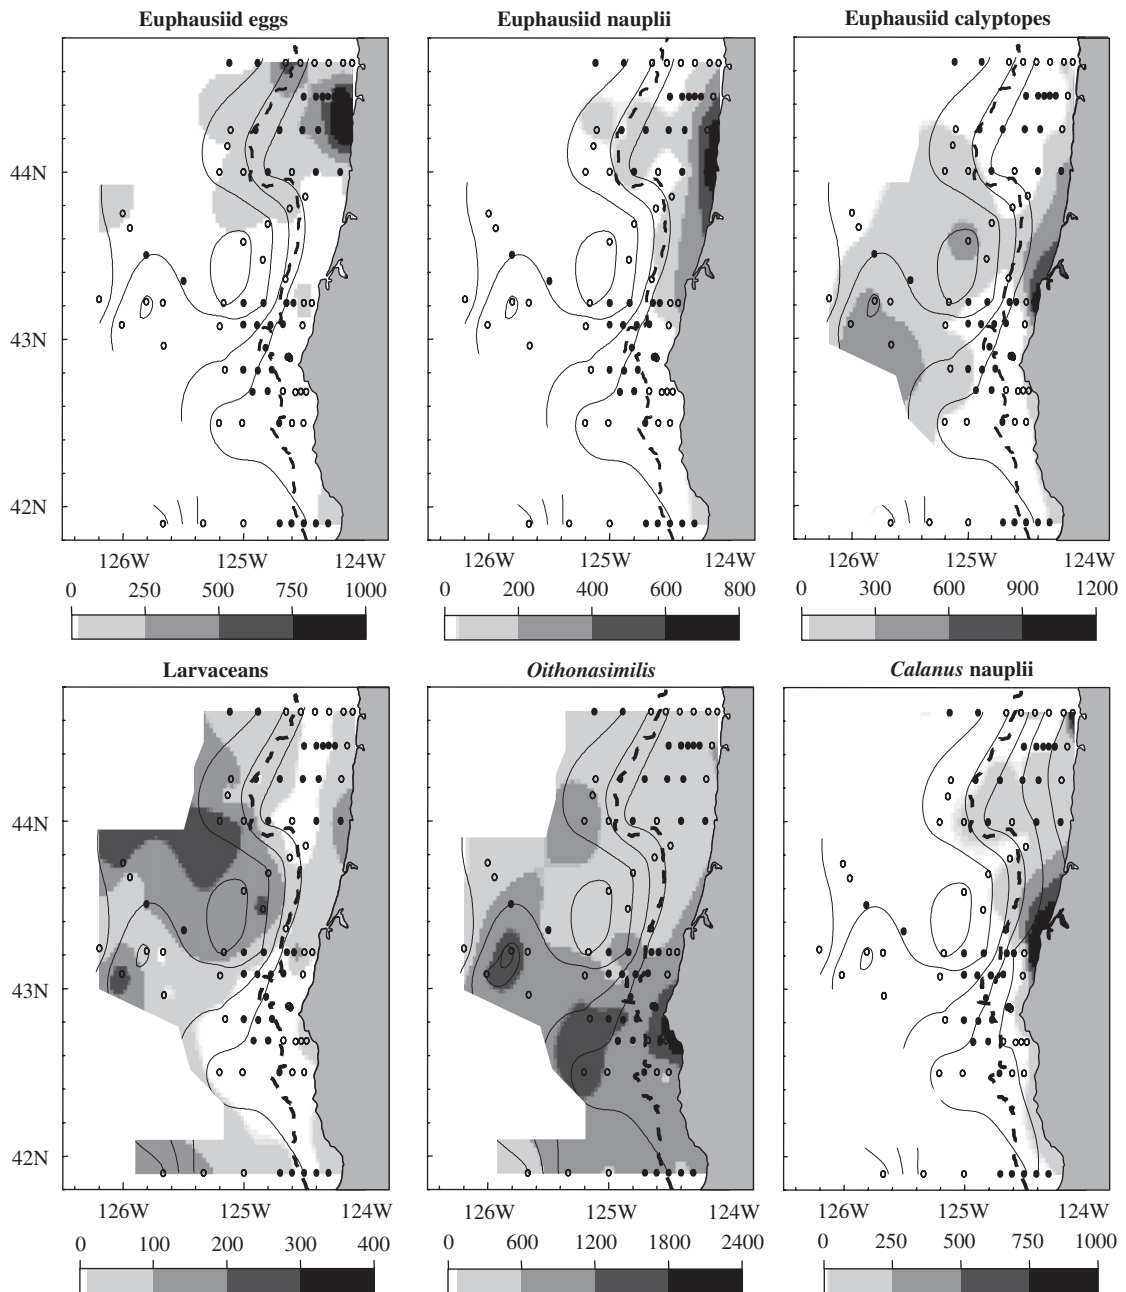 Euphausiid eggs
Euphausiid nauplii
Euphausiid calyptopes
44N
43N
42N
126W 125W 124W
126W 125W 124W
126W 125W 124W
0 250 500 750 1000
0 200 400 600 800
0 300 600 900 1200
Larvaceans
Oithonasimilis
Calanus nauplii
44N
43N
42N
126W 125W 124W
126W 125W 124W
126W 125W 124W
0 100 200 300 400
0 600 1200 1800 2400
0 250 500 750 1000